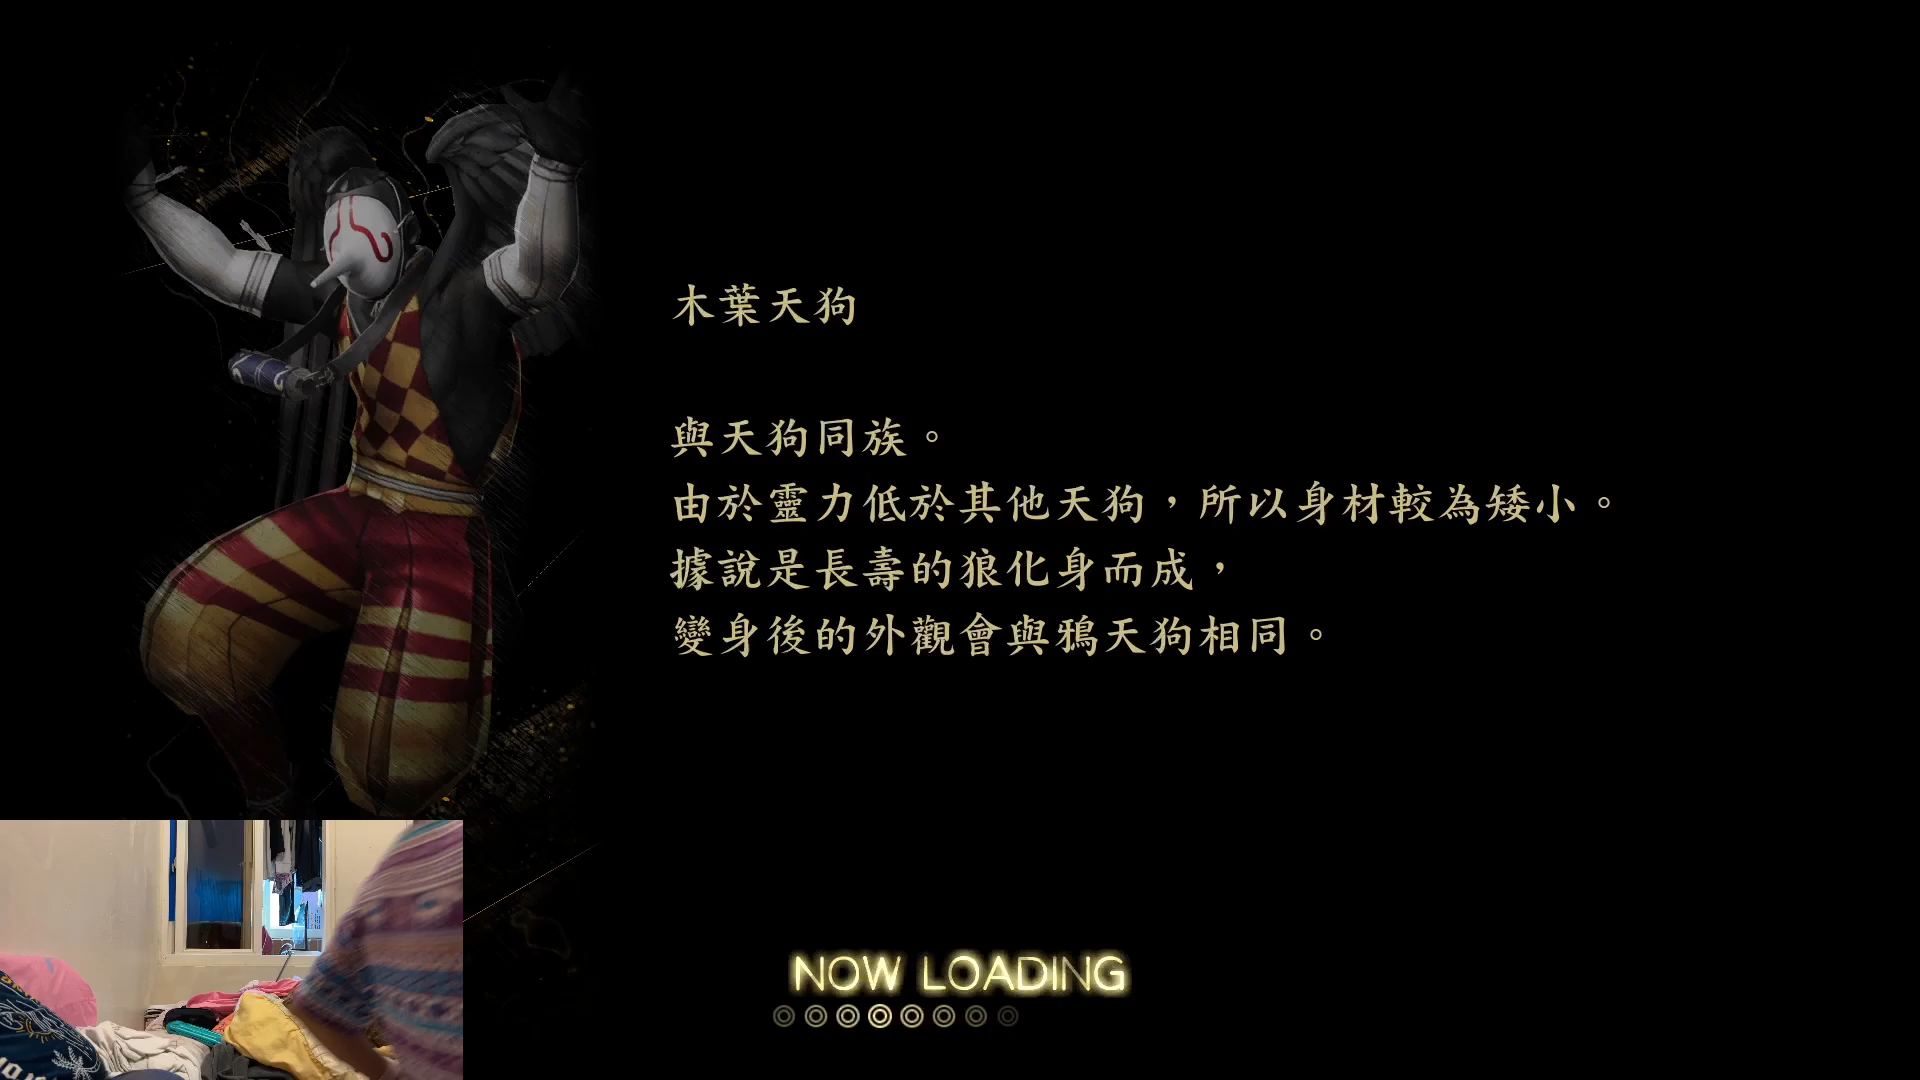 木葉天狗
與天狗同族。
由於靈力低於其他天狗，所以身材較為矮小。
據說是長壽的狼化身而成，
變身後的外觀會與鴉天狗相同。
NOW LOADING